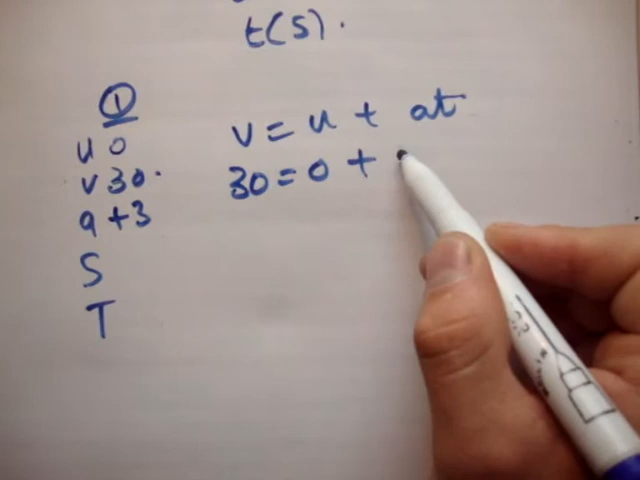 t(s).
①
u 0
v 30.
a +3
S
T
v = u + at
30 = 0 +